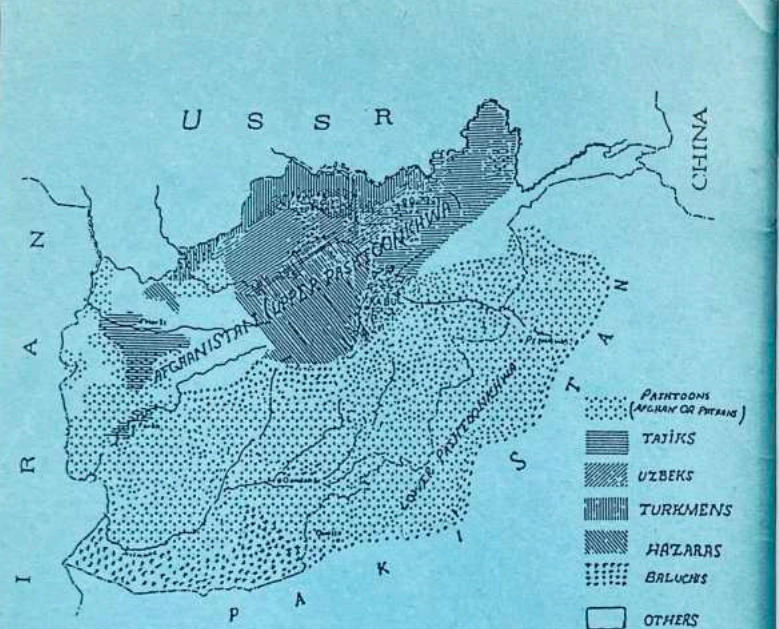 U S S R
CHINA
I R A N
AFGHANISTAN (UPPER PASHTOONKHWA)
LOWER PASHTOONKHWA
P A K I S T A N
PASHTOONS
(AFGHAN OR PATHANS)
TAJIKS
UZBEKS
TURKMENS
HAZARAS
BALUCHIS
OTHERS